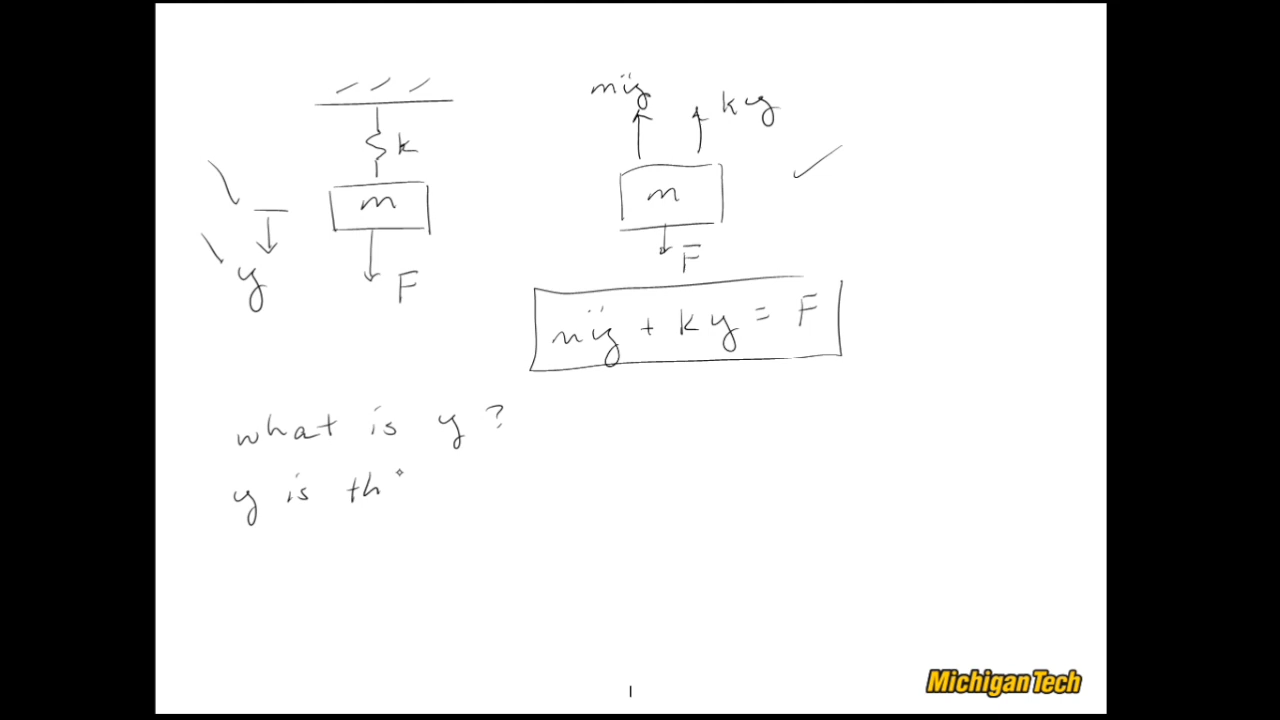 mÿ
ky
k
m
m
F
y
F
mÿ + ky = F
what is y?
y is th
1
Michigan Tech